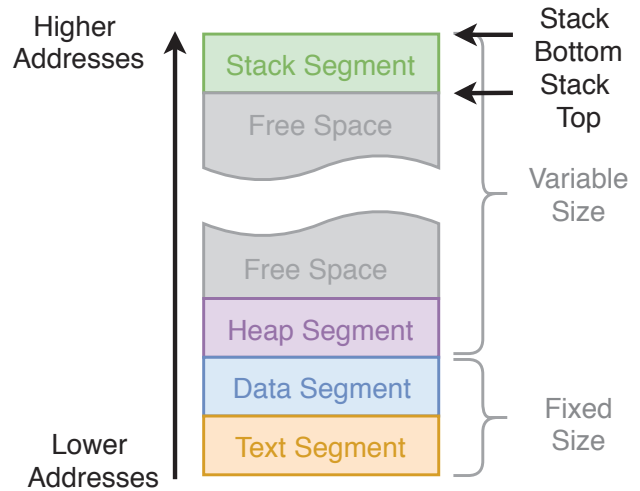 Higher
Addresses
Stack Segment
Free Space
Free Space
Heap Segment
Data Segment
Text Segment
Lower
Addresses
Stack
Bottom
Stack
Top
Variable
Size
Fixed
Size